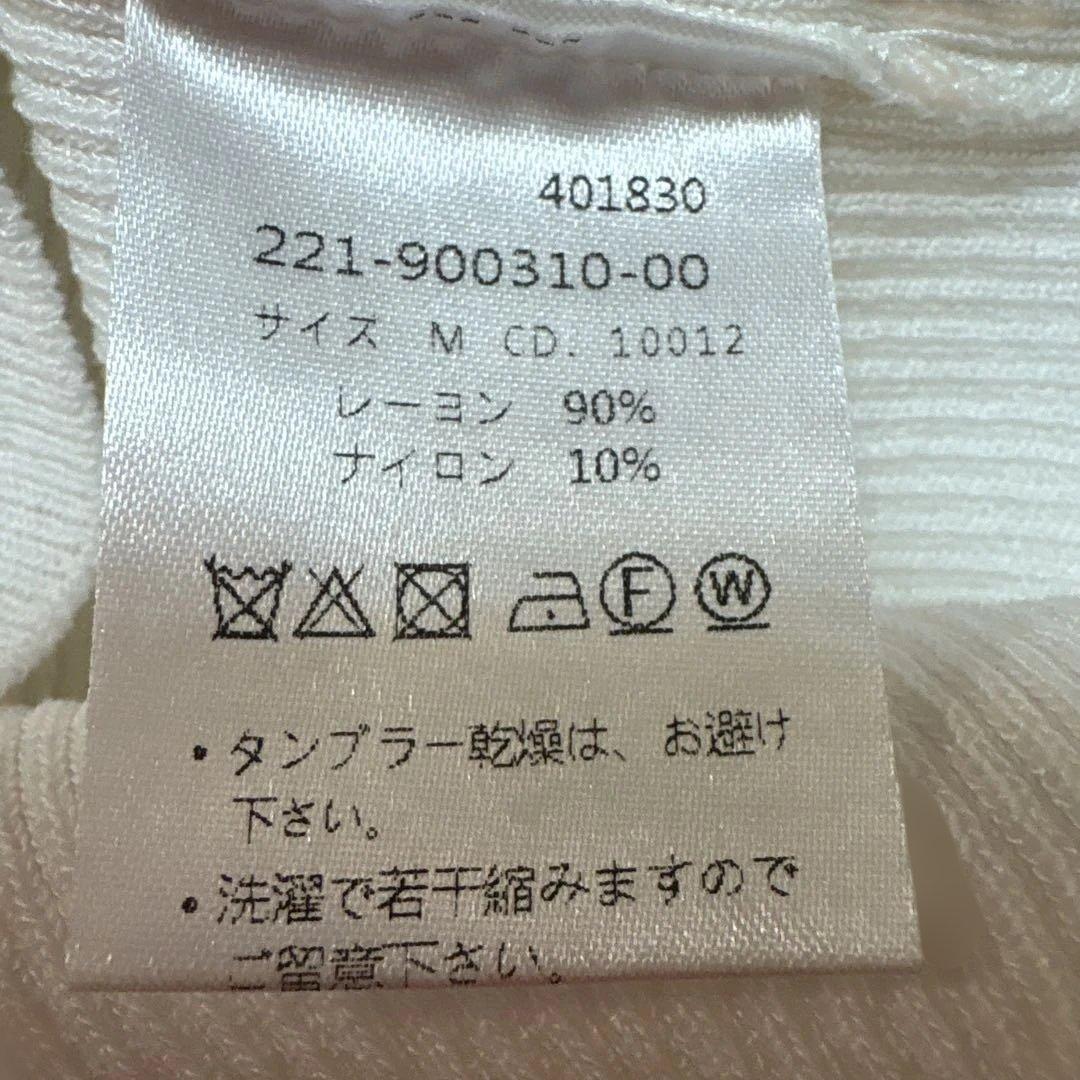 401830
221-900310-00
サイズ M CD. 10012
レーヨン 90%
ナイロン 10%
F W
・タンブラー乾燥は、お避け
下さい。
・洗濯で若干縮みますので
ご留意下さい。